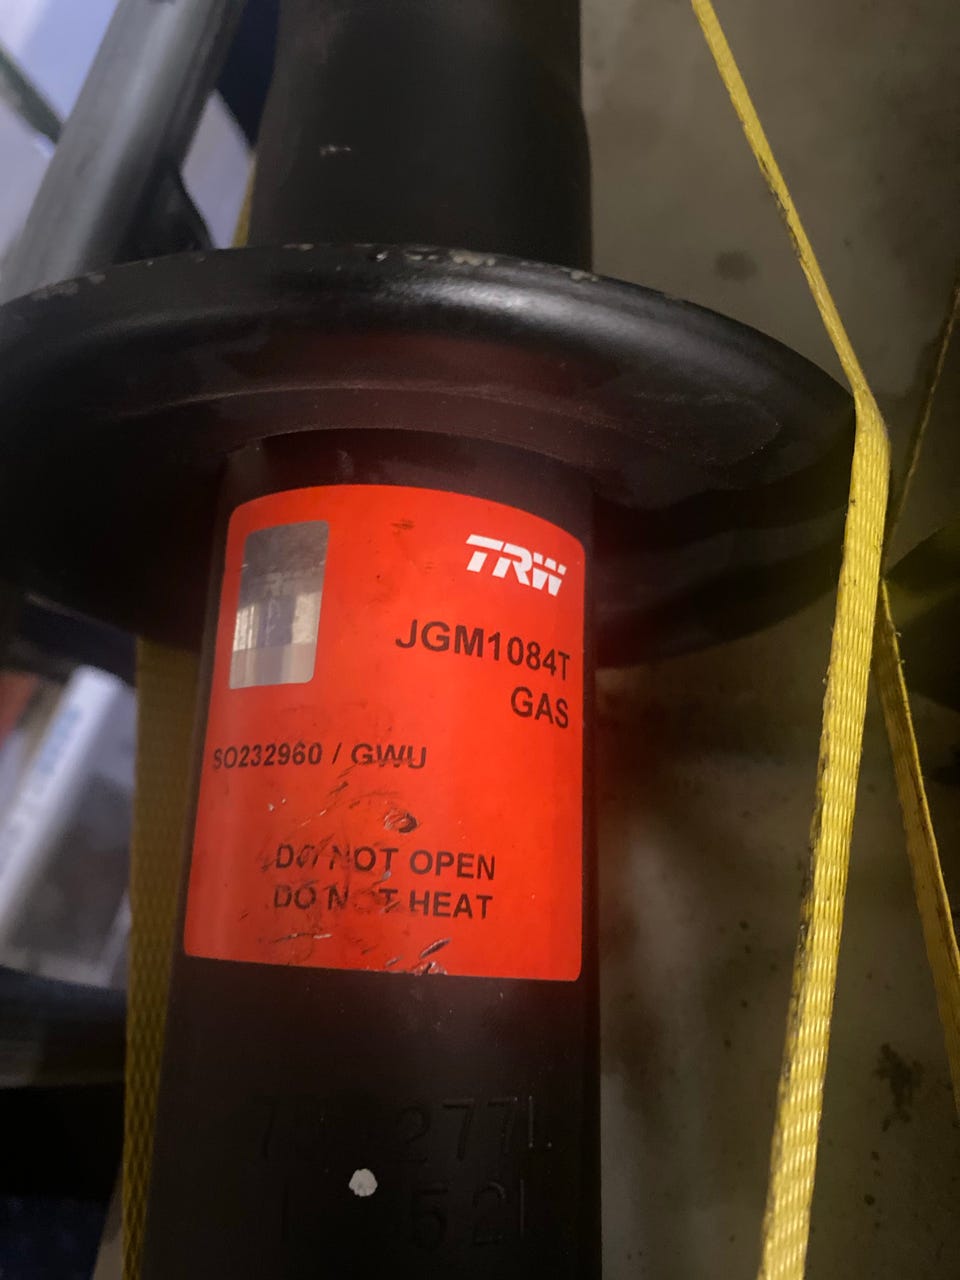 TRW
JGM1084T
GAS
SO232960 / GWU
DO NOT OPEN
DO NOT HEAT